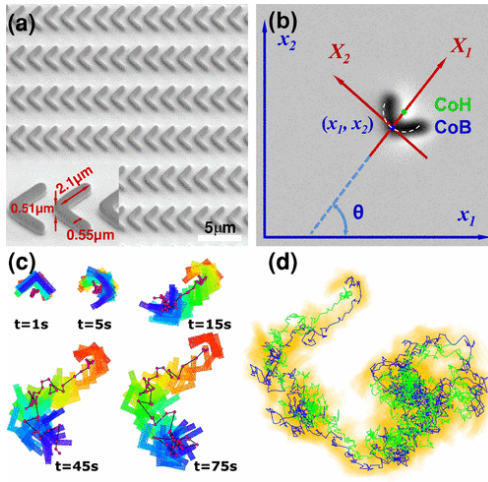 (a)
2.1μm
0.51μm
0.55μm
5μm
(b)
x₂
X₂
X₁
CoH
(x₁, x₂)
CoB
θ
x₁
(c)
t=1s
t=5s
t=15s
t=45s
t=75s
(d)